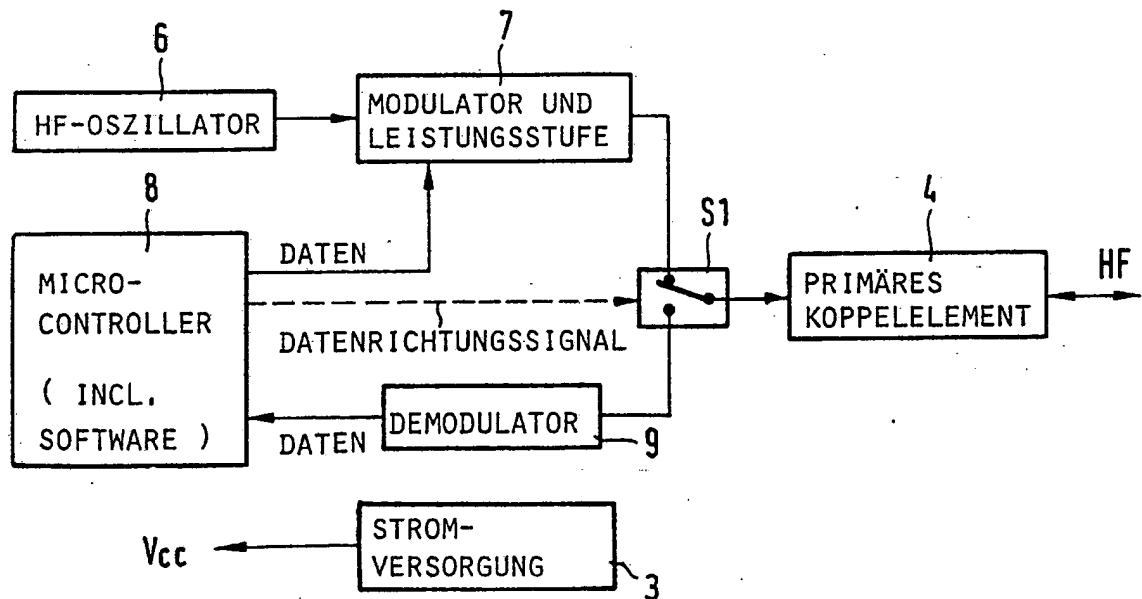 6
7
HF-OSZILLATOR
MODULATOR UND
LEISTUNGSSTUFE
8
MICRO-
CONTROLLER
( INCL.
SOFTWARE )
DATEN
DATENRICHTUNGSSIGNAL
DATEN
DEMODULATOR
9
S1
4
PRIMÄRES
KOPPELELEMENT
HF
Vcc
STROM-
VERSORGUNG
3